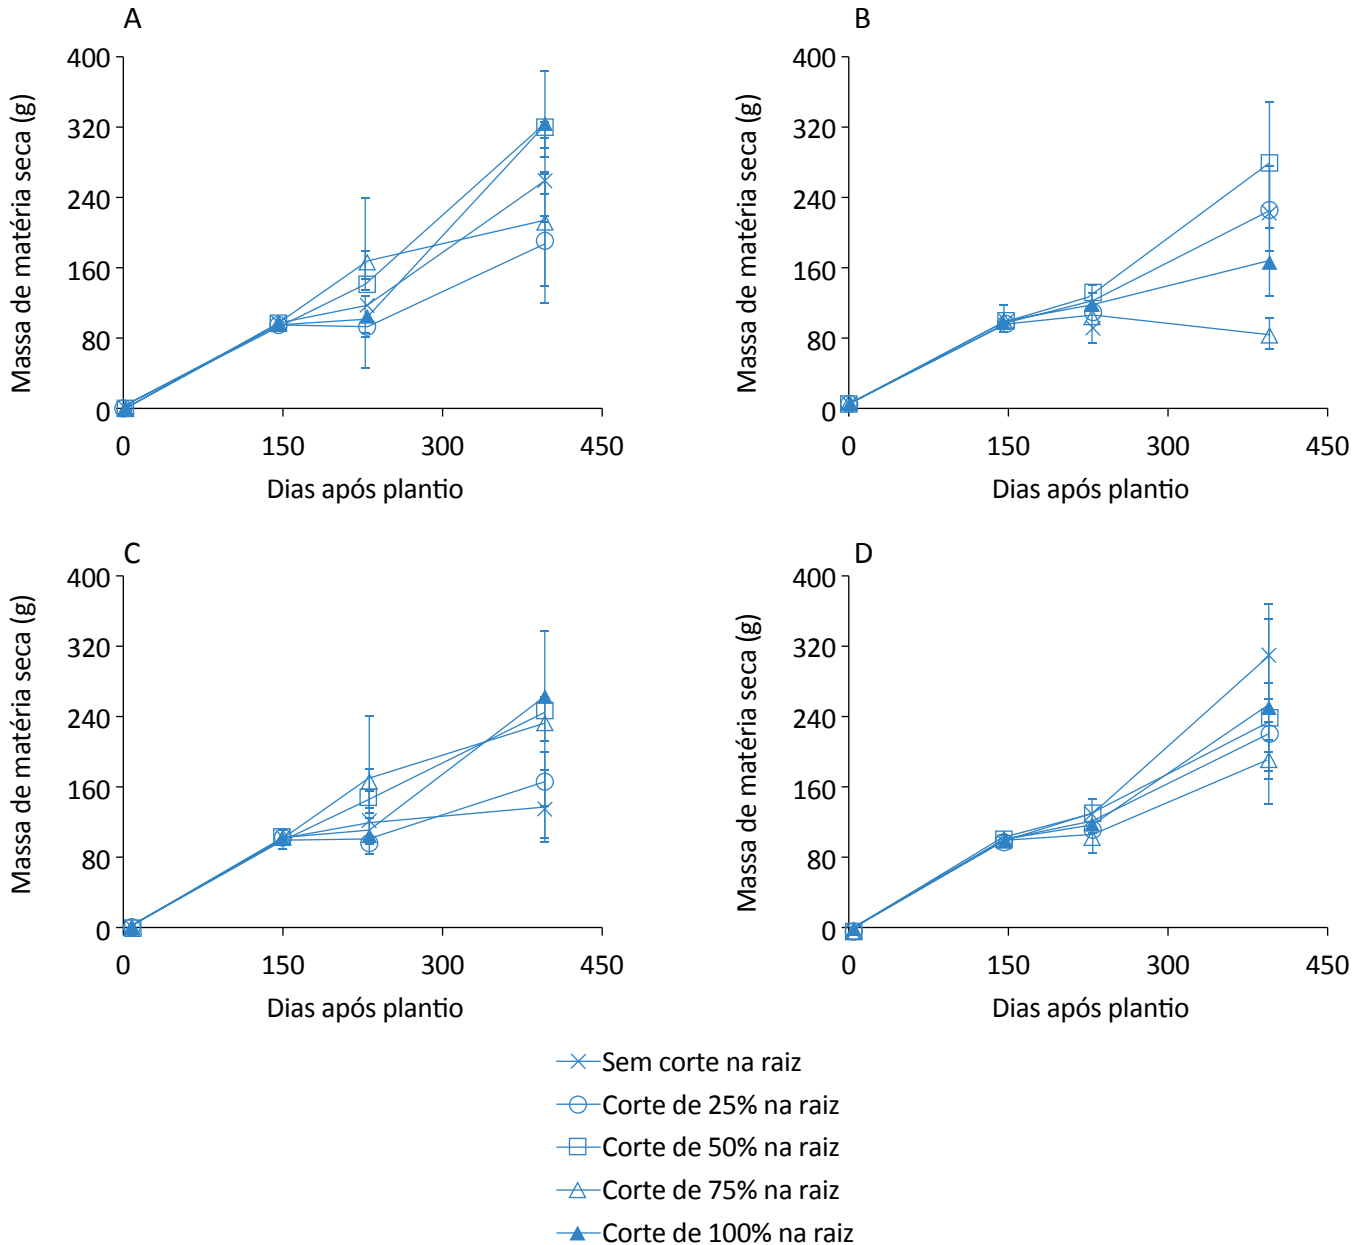 A
400
320
240
160
80
0
0 150 300 450
Massa de matéria seca (g)
Dias após plantio
B
400
320
240
160
80
0
0 150 300 450
Massa de matéria seca (g)
Dias após plantio
C
400
320
240
160
80
0
0 150 300 450
Massa de matéria seca (g)
Dias após plantio
D
400
320
240
160
80
0
0 150 300 450
Massa de matéria seca (g)
Dias após plantio
Sem corte na raiz
Corte de 25% na raiz
Corte de 50% na raiz
Corte de 75% na raiz
Corte de 100% na raiz